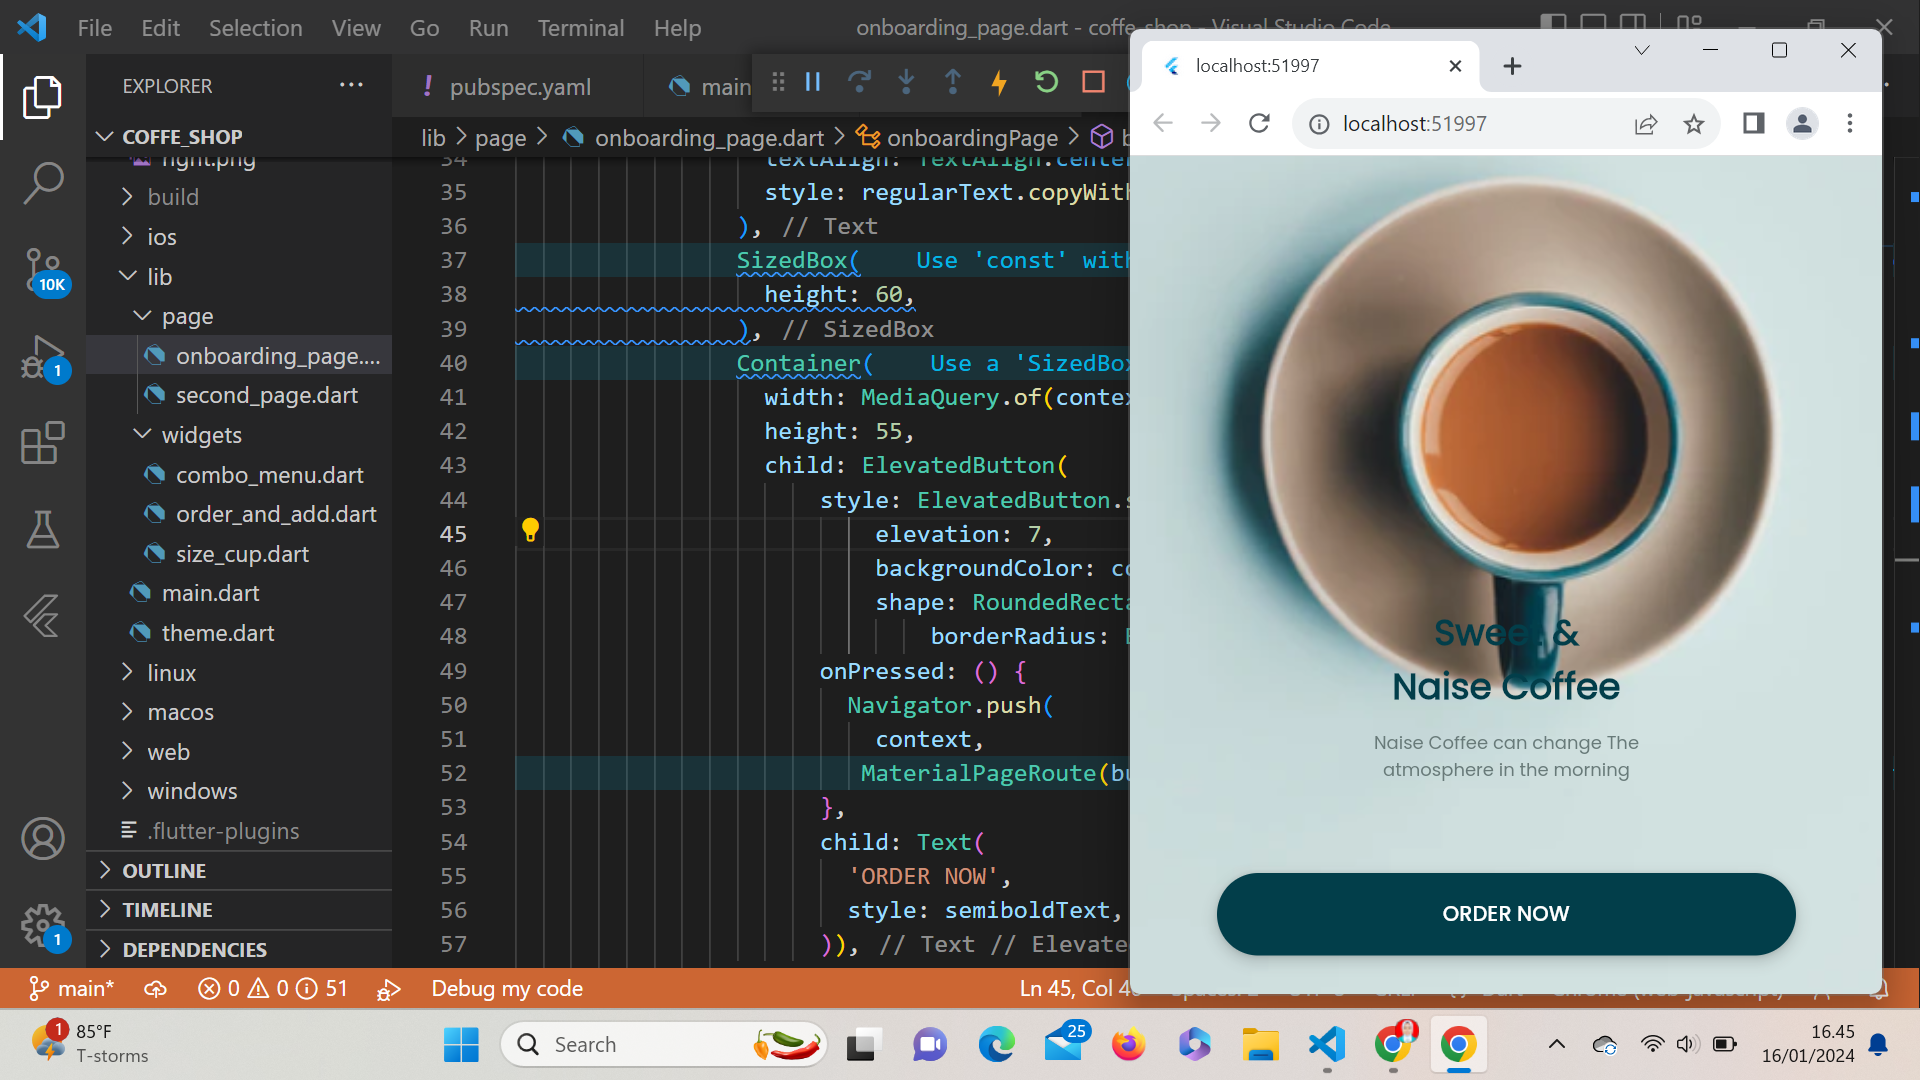 File Edit Selection View Go Run Terminal Help
onboarding_page.dart - coffe_shop - Visual Studio Code
EXPLORER
COFFE_SHOP
right.png
build
ios
lib
page
onboarding_page....
second_page.dart
widgets
combo_menu.dart
order_and_add.dart
size_cup.dart
main.dart
theme.dart
linux
macos
web
windows
.flutter-plugins
OUTLINE
TIMELINE
DEPENDENCIES
10K
1
1
! pubspec.yaml
main
lib > page > onboarding_page.dart > onboardingPage > b
34 textAlign: TextAlign.center
35 style: regularText.copyWith
36 ), // Text
37 SizedBox( Use 'const' with
38 height: 60,
39 ), // SizedBox
40 Container( Use a 'SizedBox
41 width: MediaQuery.of(contex
42 height: 55,
43 child: ElevatedButton(
44 style: ElevatedButton.s
45 elevation: 7,
46 backgroundColor: co
47 shape: RoundedRecta
48 borderRadius: B
49 onPressed: () {
50 Navigator.push(
51 context,
52 MaterialPageRoute(bu
53 },
54 child: Text(
55 'ORDER NOW',
56 style: semiboldText,
57 )), // Text // Elevate
localhost:51997
localhost:51997
Sweet &
Naise Coffee
Naise Coffee can change The
atmosphere in the morning
ORDER NOW
main* 0 0 51 Debug my code
Ln 45, Col 4
1
85°F
T-storms
Search
25
16.45
16/01/2024